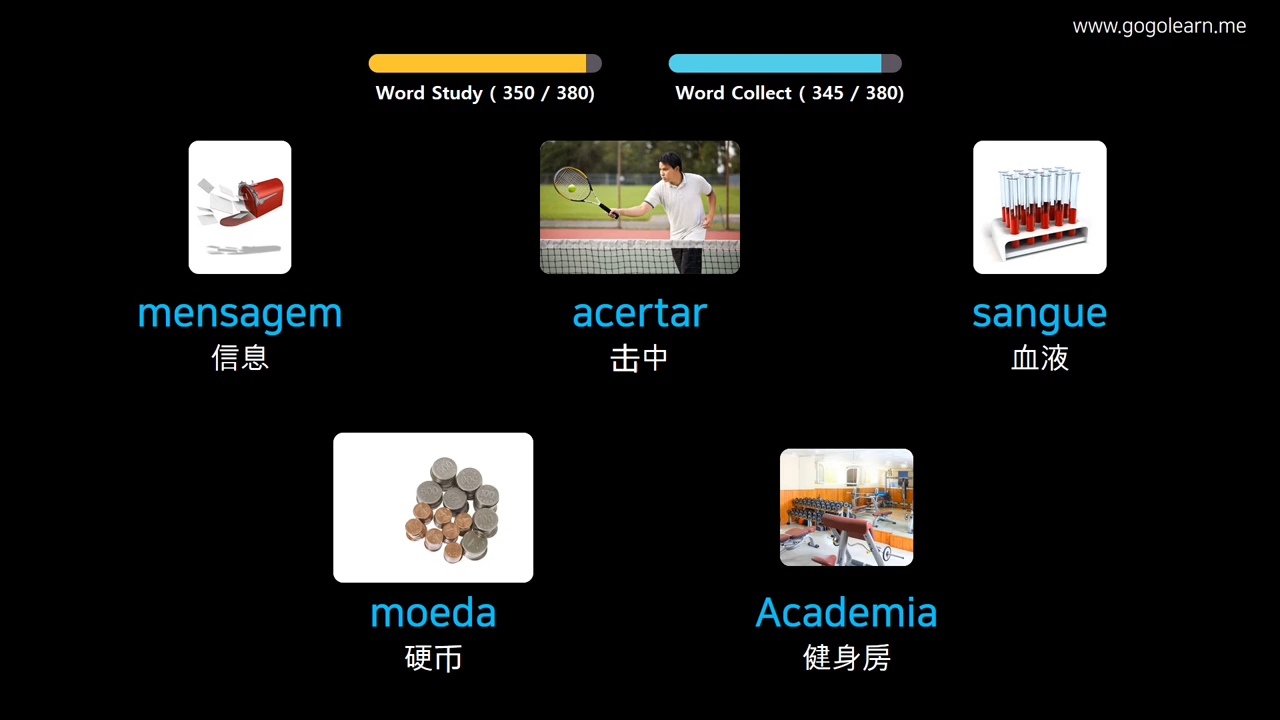 www.gogolearn.me
Word Study ( 350 / 380)
Word Collect ( 345 / 380)
mensagem
信息
acertar
击中
sangue
血液
moeda
硬币
Academia
健身房